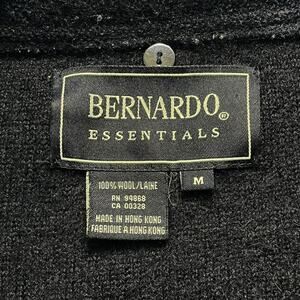 BERNARDO®
ESSENTIALS
100% WOOL/LAINE
M
RN 94868
CA 00328
MADE IN HONG KONG
FABRIQUE A HONG KONG